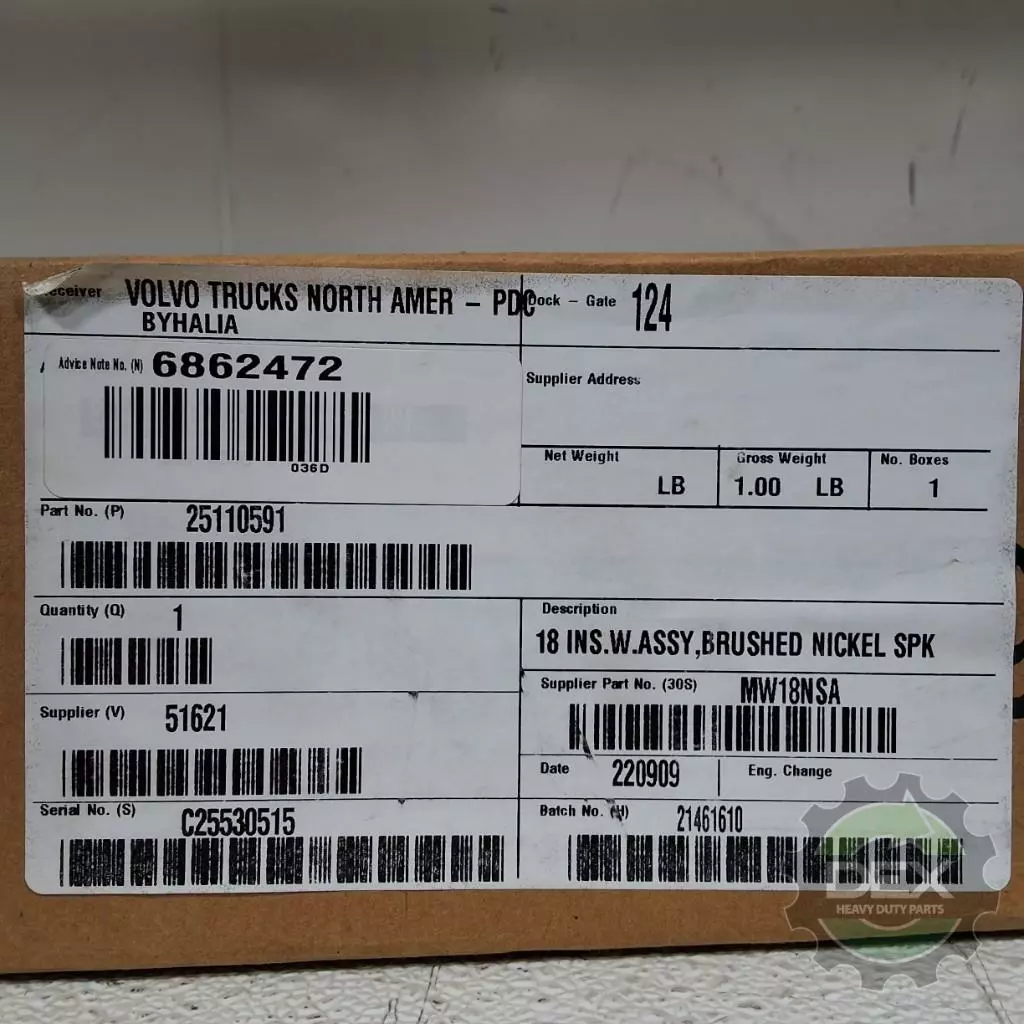 eceiver VOLVO TRUCKS NORTH AMER - PDC
BYHALIA
Dock - Gate 124
Advice Note No. (N) 6862472
036D
Supplier Address
Net Weight
LB
Gross Weight
1.00 LB
No. Boxes
1
Part No. (P) 25110591
Quantity (Q) 1
Description
18 INS.W.ASSY,BRUSHED NICKEL SPK
Supplier Part No. (30S) MW18NSA
Supplier (V) 51621
Date 220909
Eng. Change
Serial No. (S) C25530515
Batch No. (H) 21461610
DEX
HEAVY DUTY PARTS